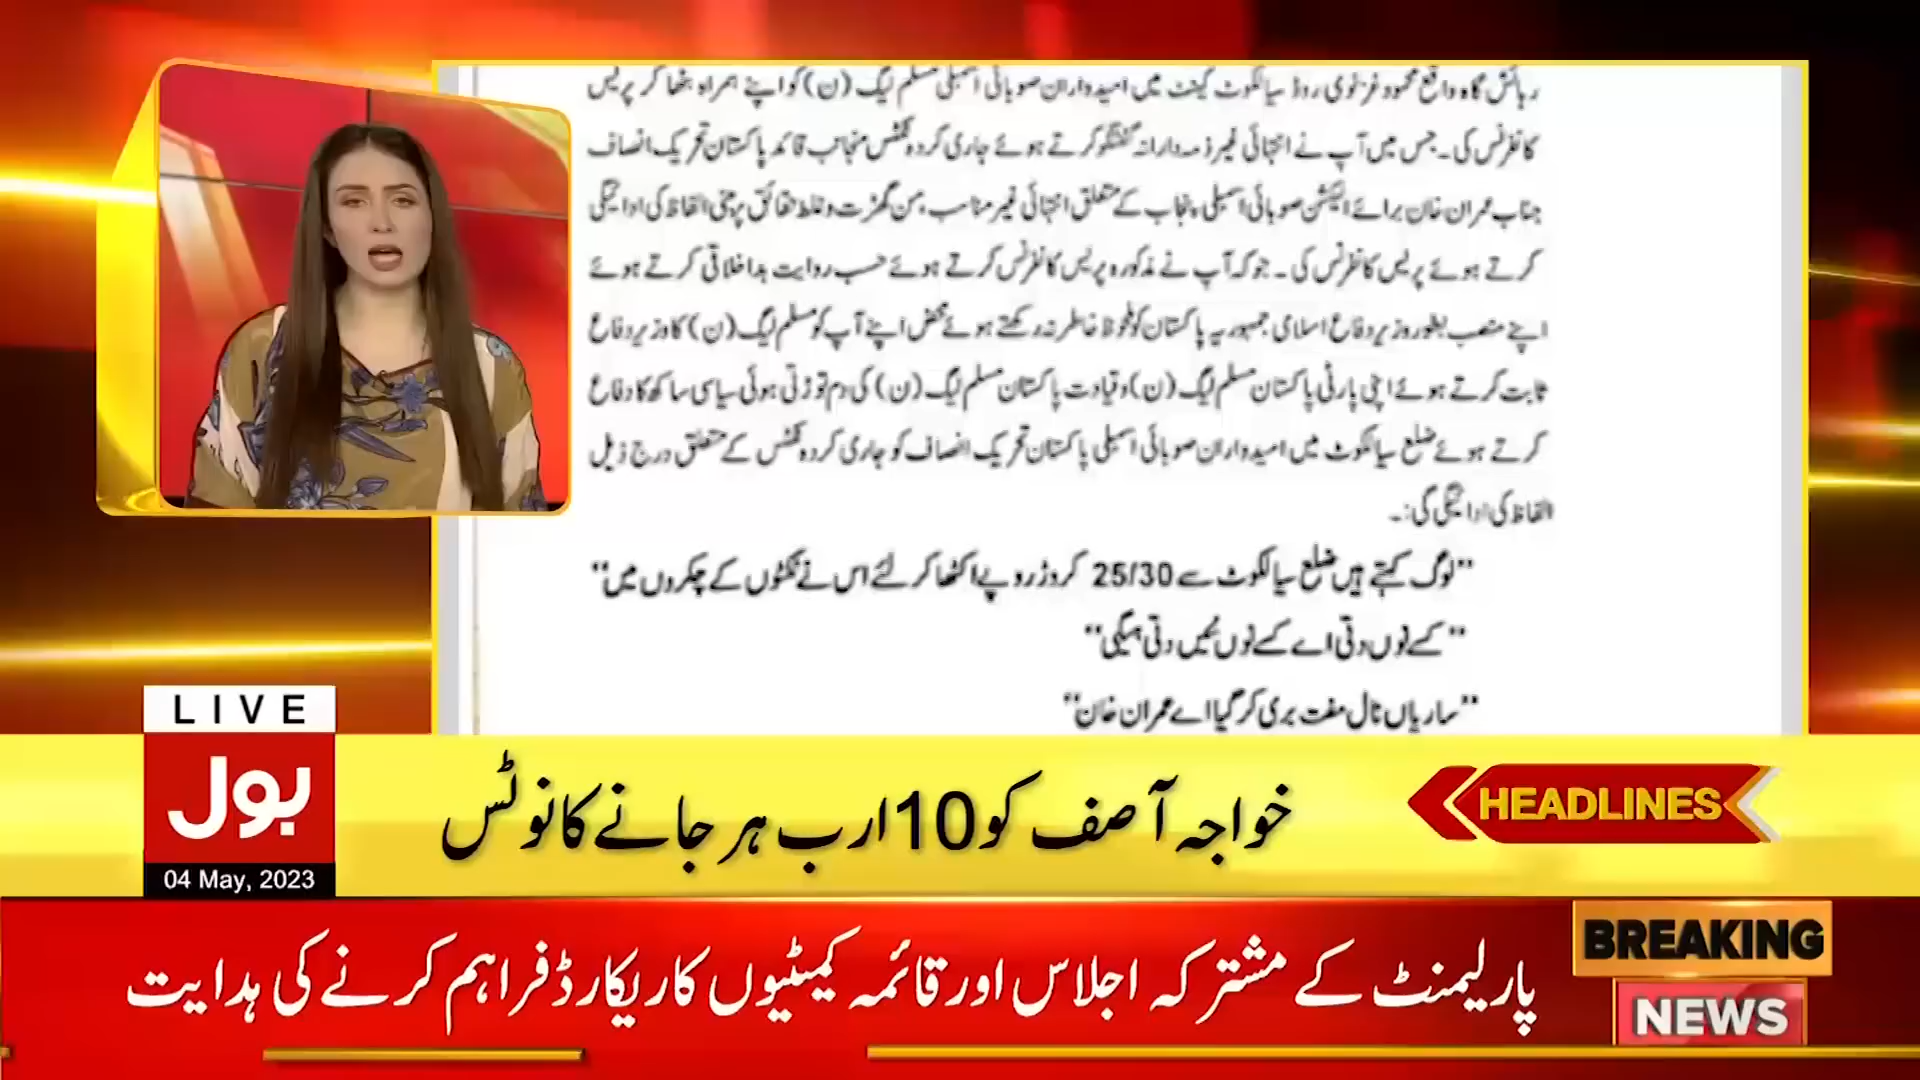 رہائش گاہ واقع محمود غزنوی روڈ سیالکوٹ کینٹ میں امیدواران صوبائی اسمبلی مسلم لیگ (ن) کو اپنے ہمراہ بٹھا کر پریس
کانفرنس کی۔ جس میں آپ نے انتہائی غیر ذمہ دارانہ گفتگو کرتے ہوئے جاری کردہ ٹکٹس منجانب قائد پاکستان تحریک انصاف
جناب عمران خان برائے الیکشن صوبائی اسمبلی پنجاب کے متعلق انتہائی غیر مناسب، من گھڑت و غلط حقائق پر مبنی الفاظ کی ادائیگی
کرتے ہوئے پریس کانفرنس کی ۔ جو کہ آپ نے مذکورہ پریس کانفرنس کرتے ہوئے حسب روایت بداخلاقی کرتے ہوئے
اپنے منصب بطور وزیر دفاع اسلامی جمہوریہ پاکستان کو ملحوظ خاطر نہ رکھتے ہوئے محض اپنے آپ کو مسلم لیگ (ن) کا وزیر دفاع
ثابت کرتے ہوئے اپنی پارٹی پاکستان مسلم لیگ (ن) و قیادت پاکستان مسلم لیگ (ن) کی دم توڑتی ہوئی سیاسی ساکھ کا دفاع
کرتے ہوئے ضلع سیالکوٹ میں امیدواران صوبائی اسمبلی پاکستان تحریک انصاف کو جاری کردہ ٹکٹس کے متعلق درج ذیل
الفاظ کی ادائیگی کی:۔
"لوگ کہتے ہیں ضلع سیالکوٹ سے 25/30 کروڑ روپے اکٹھا کر لئے اس نے ٹکٹوں کے چکروں میں"
"کسے نوں دتی اے کسے نوں نئیں دتی ہیگی"
"ساریاں نال مفت بری کر گیا اے عمران خان"
LIVE
بول
04 May, 2023
خواجہ آصف کو 10 ارب ہرجانے کا نوٹس
HEADLINES
پارلیمنٹ کے مشترکہ اجلاس اور قائمہ کمیٹیوں کا ریکارڈ فراہم کرنے کی ہدایت
BREAKING
NEWS